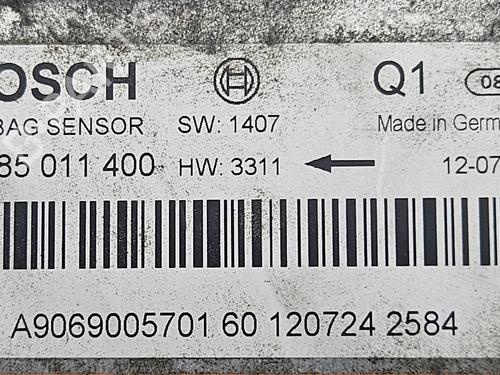 OSCH Q1 08
BAG SENSOR SW: 1407 Made in Germ
85 011 400 HW: 3311 12-07
A9069005701 60 120724 2584